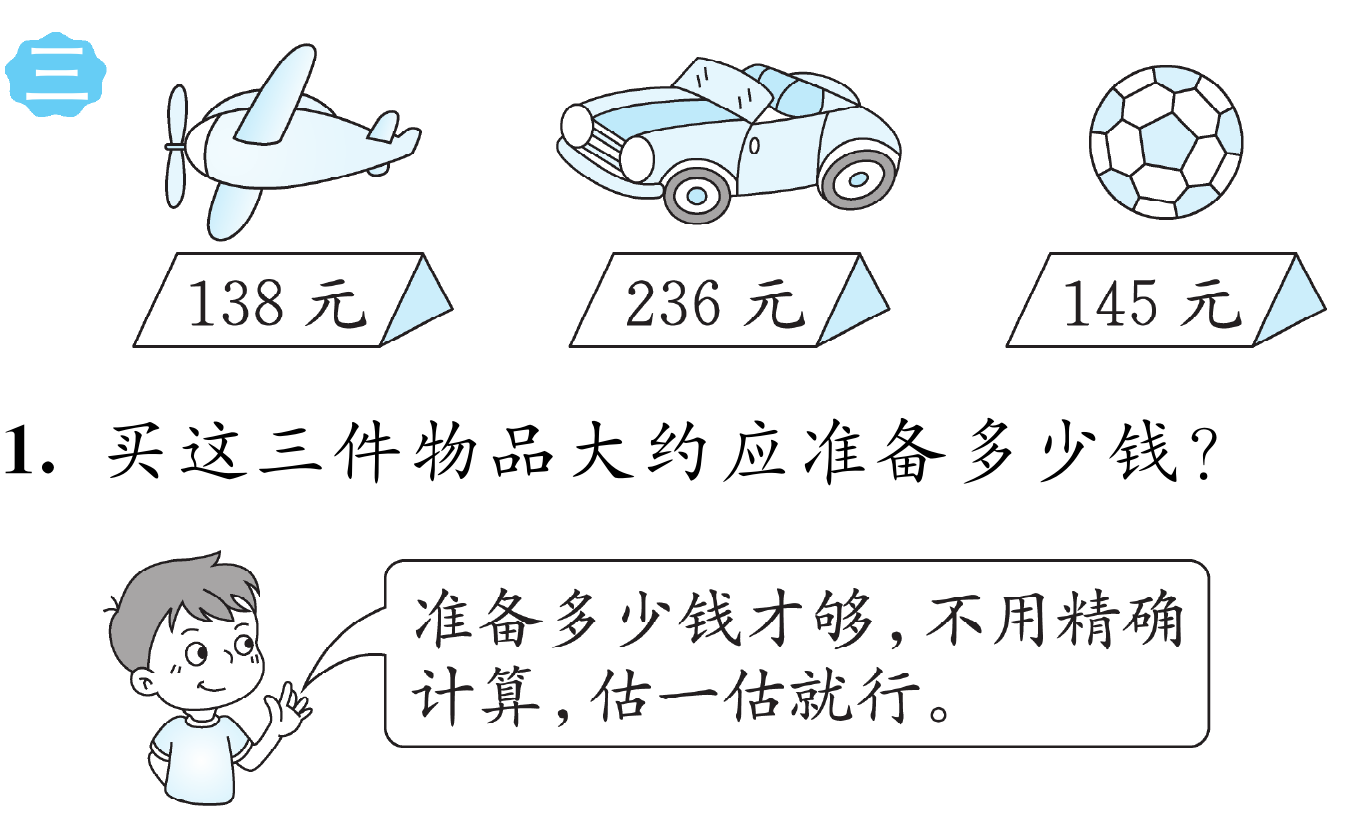 三
138 元 236 元 145 元
1. 买这三件物品大约应准备多少钱?
准备多少钱才够,不用精确
计算,估一估就行。